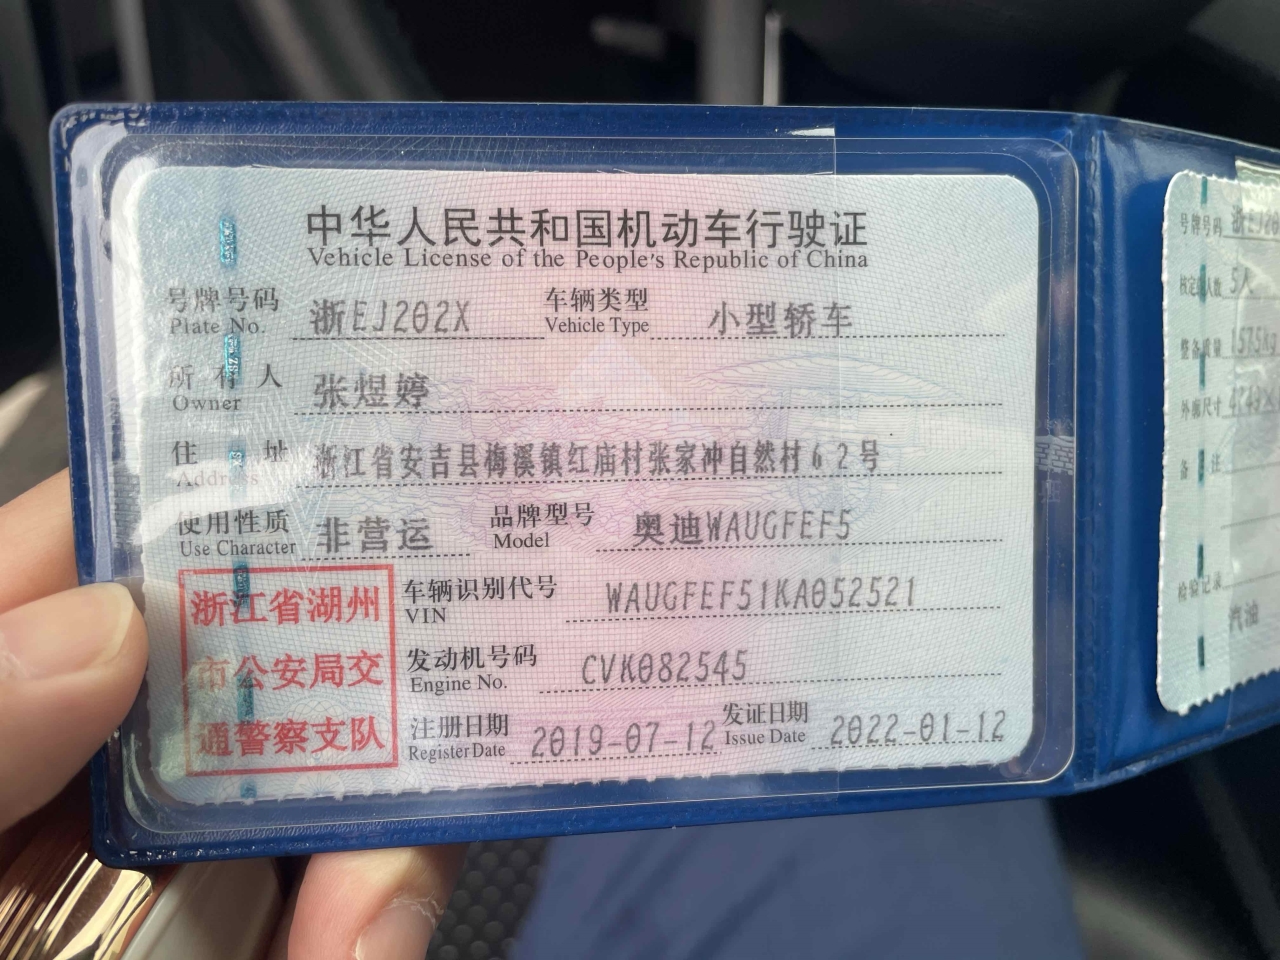 中华人民共和国机动车行驶证
Vehicle License of the People's Republic of China
号牌号码 浙EJ202X 车辆类型 小型轿车
Plate No. Vehicle Type
所有人 张煜婷
Owner
住址 浙江省安吉县梅溪镇红庙村张家冲自然村62号
Address
使用性质 非营运 品牌型号 奥迪WAUGFEF5
Use Character Model
浙江省湖州
市公安局交
通警察支队
车辆识别代号 WAUGFEF51KA052521
VIN
发动机号码 CVK082545
Engine No.
注册日期 2019-07-12 发证日期 2022-01-12
Register Date Issue Date
号牌号码 浙EJ20
核定载人数 5人
整备质量 1575kg
外廓尺寸 4749X
备注
检验记录
汽油